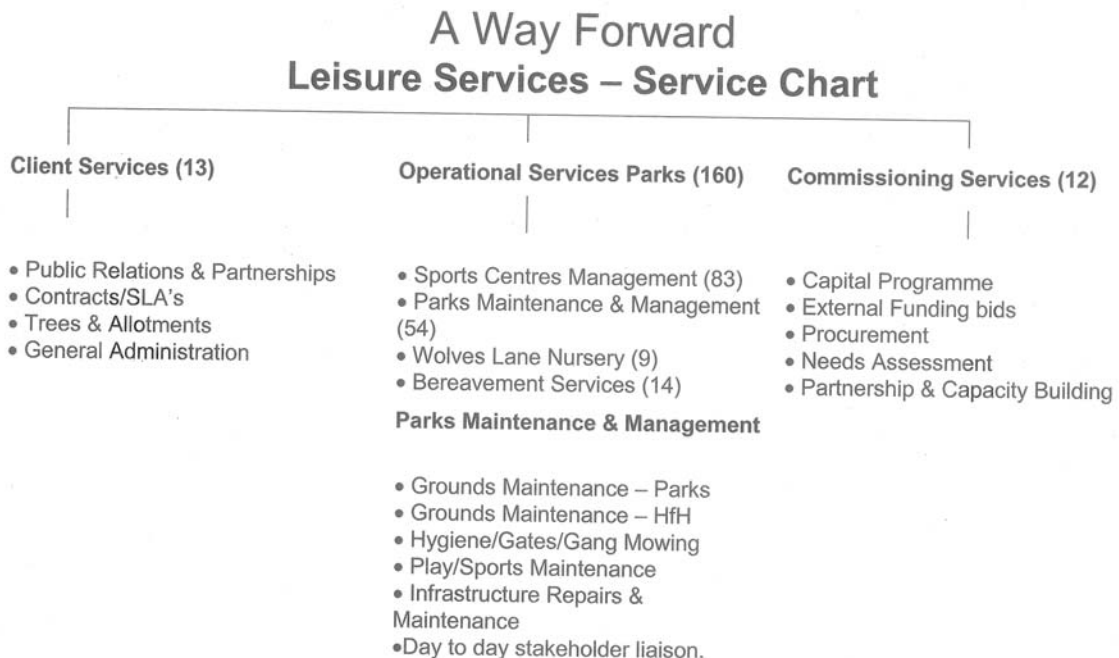 A Way Forward
Leisure Services – Service Chart
Client Services (13)
• Public Relations & Partnerships
• Contracts/SLA's
• Trees & Allotments
• General Administration
Operational Services Parks (160)
• Sports Centres Management (83)
• Parks Maintenance & Management
(54)
• Wolves Lane Nursery (9)
• Bereavement Services (14)
Parks Maintenance & Management
• Grounds Maintenance – Parks
• Grounds Maintenance – HfH
• Hygiene/Gates/Gang Mowing
• Play/Sports Maintenance
• Infrastructure Repairs &
Maintenance
•Day to day stakeholder liaison.
Commissioning Services (12)
• Capital Programme
• External Funding bids
• Procurement
• Needs Assessment
• Partnership & Capacity Building